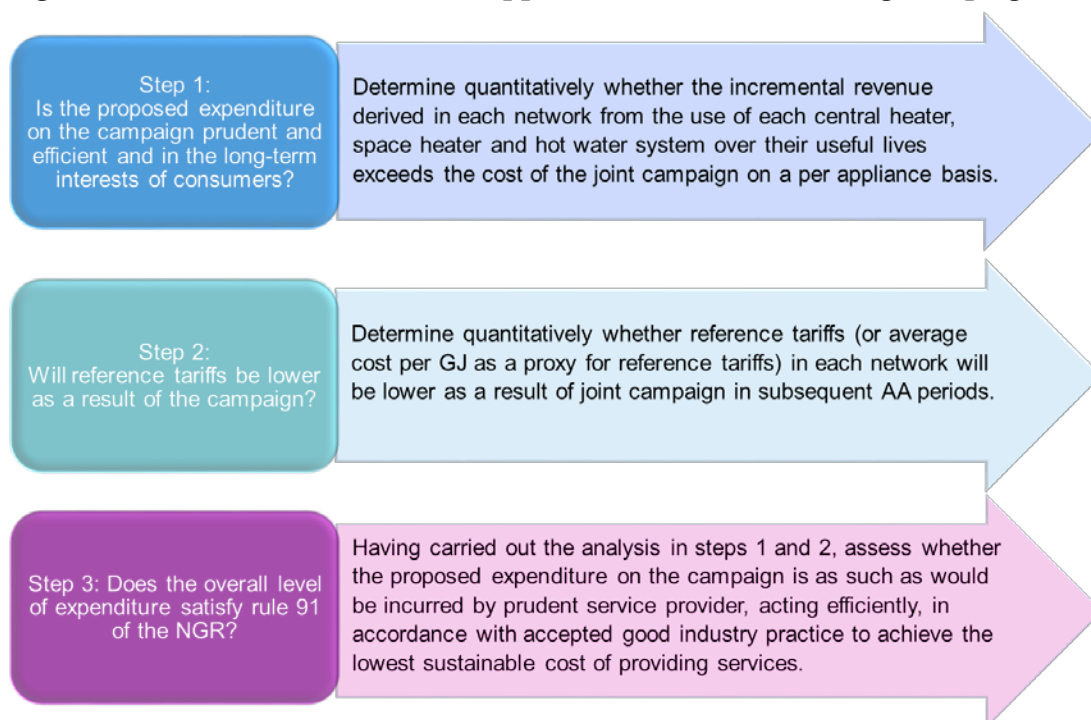 Step 1:
Is the proposed expenditure
on the campaign prudent and
efficient and in the long-term
interests of consumers?
Determine quantitatively whether the incremental revenue
derived in each network from the use of each central heater,
space heater and hot water system over their useful lives
exceeds the cost of the joint campaign on a per appliance basis.
Step 2:
Will reference tariffs be lower
as a result of the campaign?
Determine quantitatively whether reference tariffs (or average
cost per GJ as a proxy for reference tariffs) in each network will
be lower as a result of joint campaign in subsequent AA periods.
Step 3: Does the overall level
of expenditure satisfy rule 91
of the NGR?
Having carried out the analysis in steps 1 and 2, assess whether
the proposed expenditure on the campaign is as such as would
be incurred by prudent service provider, acting efficiently, in
accordance with accepted good industry practice to achieve the
lowest sustainable cost of providing services.